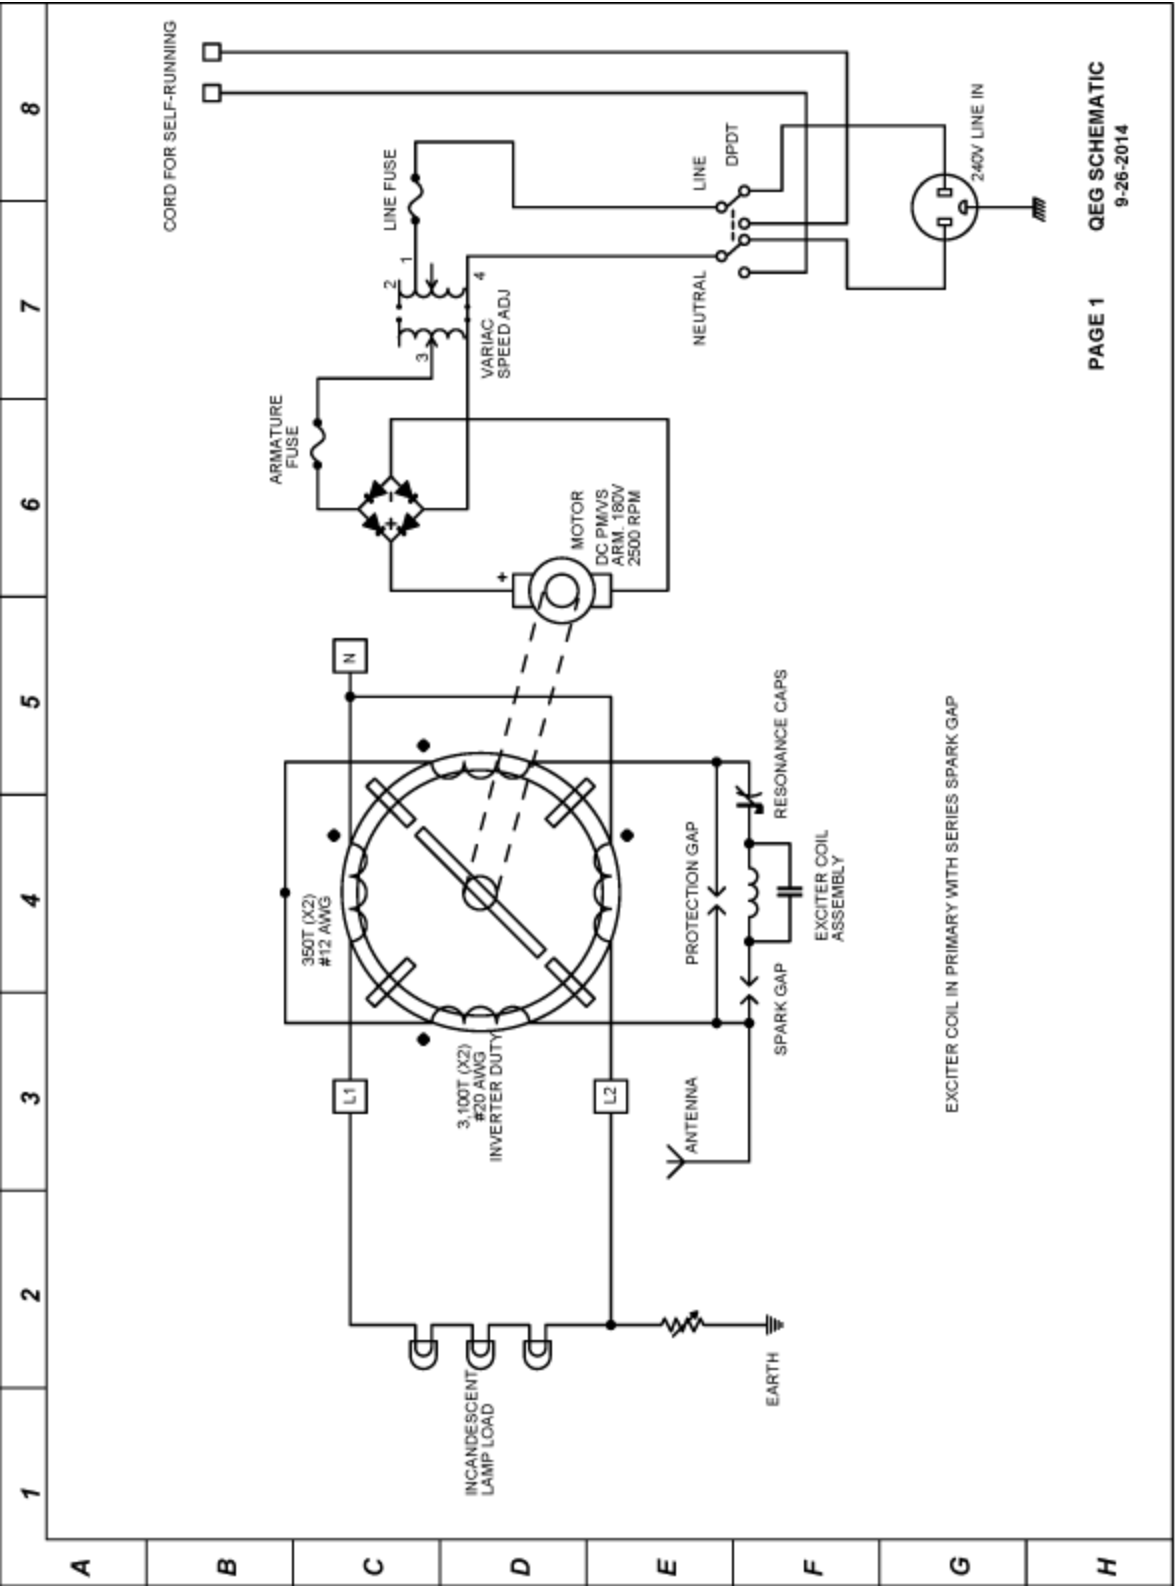 1
2
3
4
5
6
7
8
A
B
C
D
E
F
G
H
CORD FOR SELF-RUNNING
ARMATURE
FUSE
LINE FUSE
1
2
3
4
VARIAC
SPEED ADJ
LINE
DPDT
NEUTRAL
240V LINE IN
+
-
+
MOTOR
DC PM/VS
ARM. 180V
2500 RPM
N
350T (X2)
#12 AWG
L1
3,100T (X2)
#20 AWG
INVERTER DUTY
L2
PROTECTION GAP
RESONANCE CAPS
EXCITER COIL
ASSEMBLY
SPARK GAP
ANTENNA
INCANDESCENT
LAMP LOAD
EARTH
EXCITER COIL IN PRIMARY WITH SERIES SPARK GAP
PAGE 1
QEG SCHEMATIC
9-26-2014